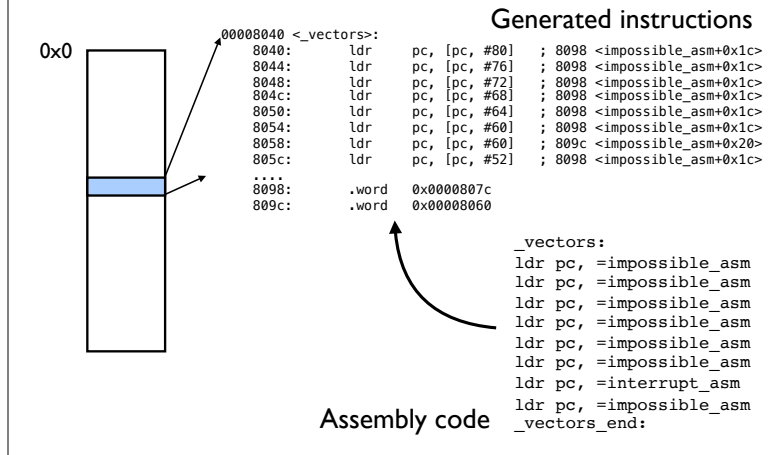 Generated instructions
0x0
00008040 <_vectors>:
8040: ldr pc, [pc, #80] ; 8098 <impossible_asm+0x1c>
8044: ldr pc, [pc, #76] ; 8098 <impossible_asm+0x1c>
8048: ldr pc, [pc, #72] ; 8098 <impossible_asm+0x1c>
804c: ldr pc, [pc, #68] ; 8098 <impossible_asm+0x1c>
8050: ldr pc, [pc, #64] ; 8098 <impossible_asm+0x1c>
8054: ldr pc, [pc, #60] ; 8098 <impossible_asm+0x1c>
8058: ldr pc, [pc, #60] ; 809c <impossible_asm+0x20>
805c: ldr pc, [pc, #52] ; 8098 <impossible_asm+0x1c>
....
8098: .word 0x0000807c
809c: .word 0x00008060
_vectors:
ldr pc, =impossible_asm
ldr pc, =impossible_asm
ldr pc, =impossible_asm
ldr pc, =impossible_asm
ldr pc, =impossible_asm
ldr pc, =impossible_asm
ldr pc, =interrupt_asm
ldr pc, =impossible_asm
_vectors_end:
Assembly code